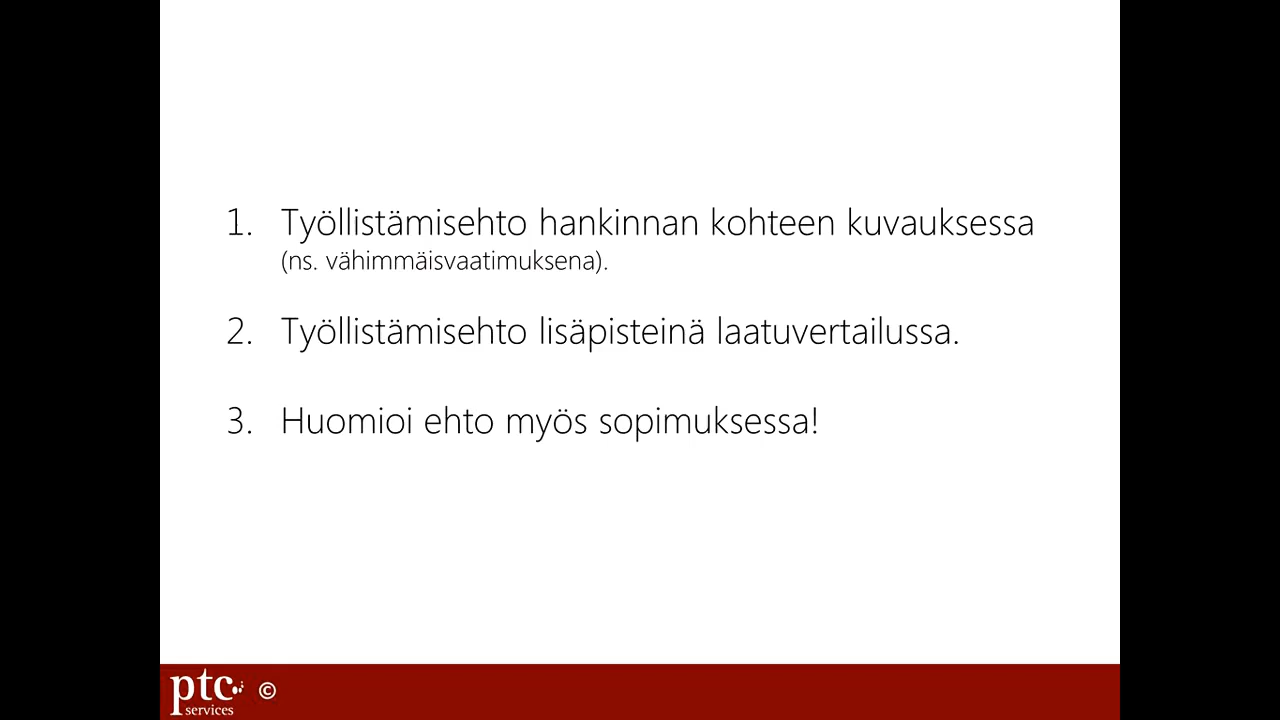 1. Työllistämisehto hankinnan kohteen kuvauksessa
(ns. vähimmäisvaatimuksena).
2. Työllistämisehto lisäpisteinä laatuvertailussa.
3. Huomioi ehto myös sopimuksessa!
ptc ©
services